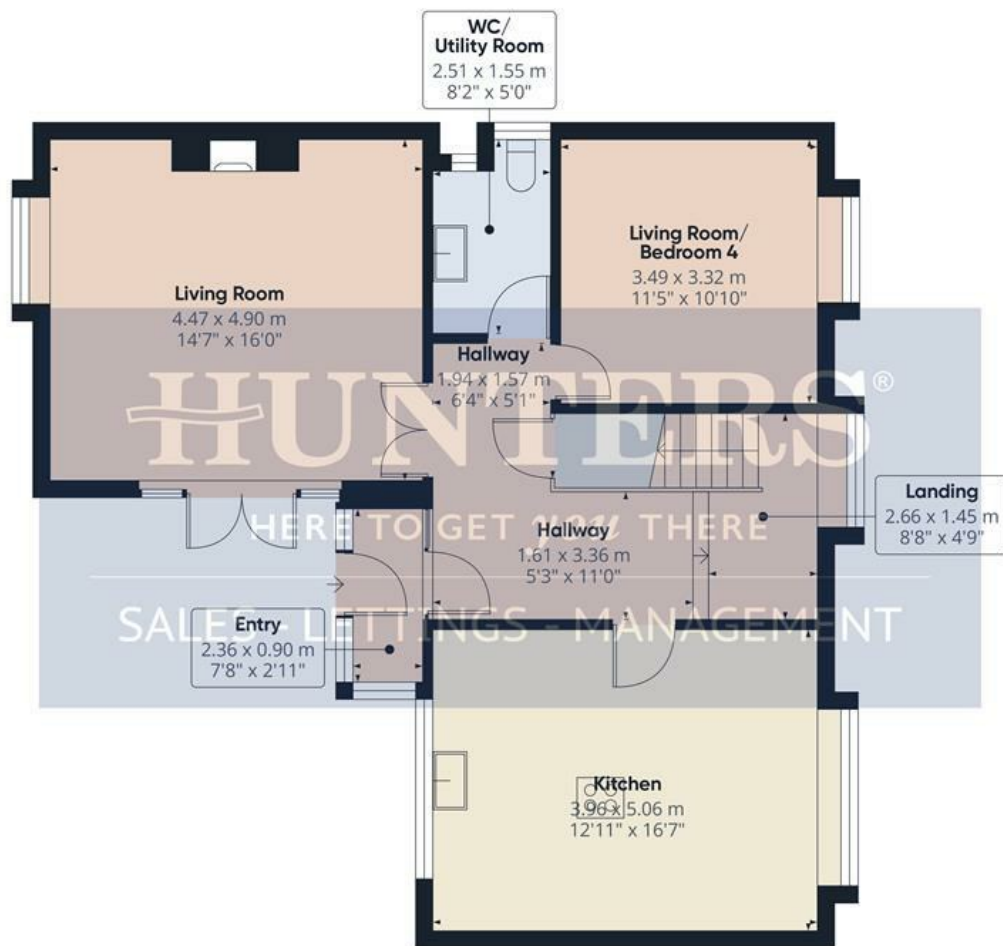 WC/
Utility Room
2.51 x 1.55 m
8'2" x 5'0"
Living Room
4.47 x 4.90 m
14'7" x 16'0"
Living Room/
Bedroom 4
3.49 x 3.32 m
11'5" x 10'10"
Hallway
1.94 x 1.57 m
6'4" x 5'1"
HUNTERS®
HERE TO GET you THERE
SALES - LETTINGS - MANAGEMENT
Landing
2.66 x 1.45 m
8'8" x 4'9"
Hallway
1.61 x 3.36 m
5'3" x 11'0"
Entry
2.36 x 0.90 m
7'8" x 2'11"
Kitchen
3.96 x 5.06 m
12'11" x 16'7"